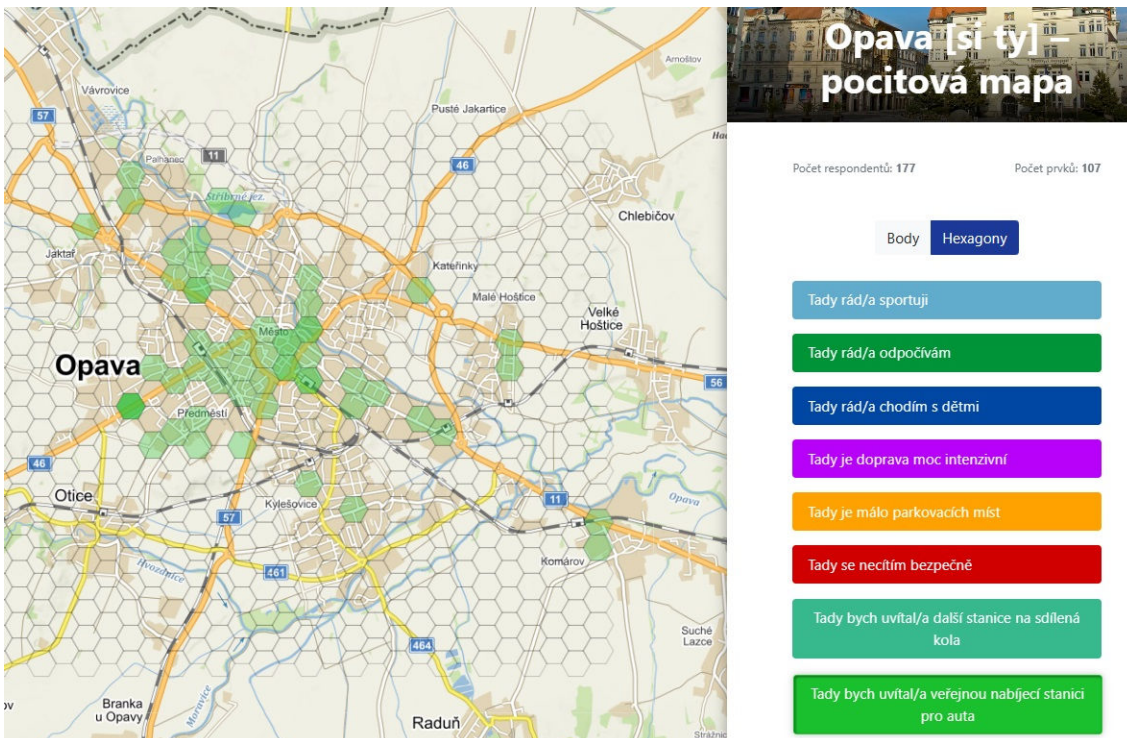 Opava [si ty] –
pocitová mapa
Počet respondentů: 177
Počet prvků: 107
Body
Hexagony
Tady rád/a sportuji
Tady rád/a odpočívám
Tady rád/a chodím s dětmi
Tady je doprava moc intenzivní
Tady je málo parkovacích míst
Tady se necítím bezpečně
Tady bych uvítal/a další stanice na sdílená
kola
Tady bych uvítal/a veřejnou nabíjecí stanici
pro auta
Arnoštov
Vávrovice
57
Pusté Jakartice
Palhanec
11
46
Stříbrné jez.
Chlebičov
Jaktař
Kateřinky
Malé Hoštice
Velké
Hoštice
Město
Opava
56
Předměstí
46
Otice
Kylešovice
57
11
Opava
Komárov
Hvozdnice
461
Suché
Lazce
464
Branka
u Opavy
Moravice
Raduň